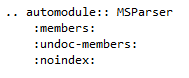 .. automodule:: MSParser
    :members:
    :undoc-members:
    :noindex: